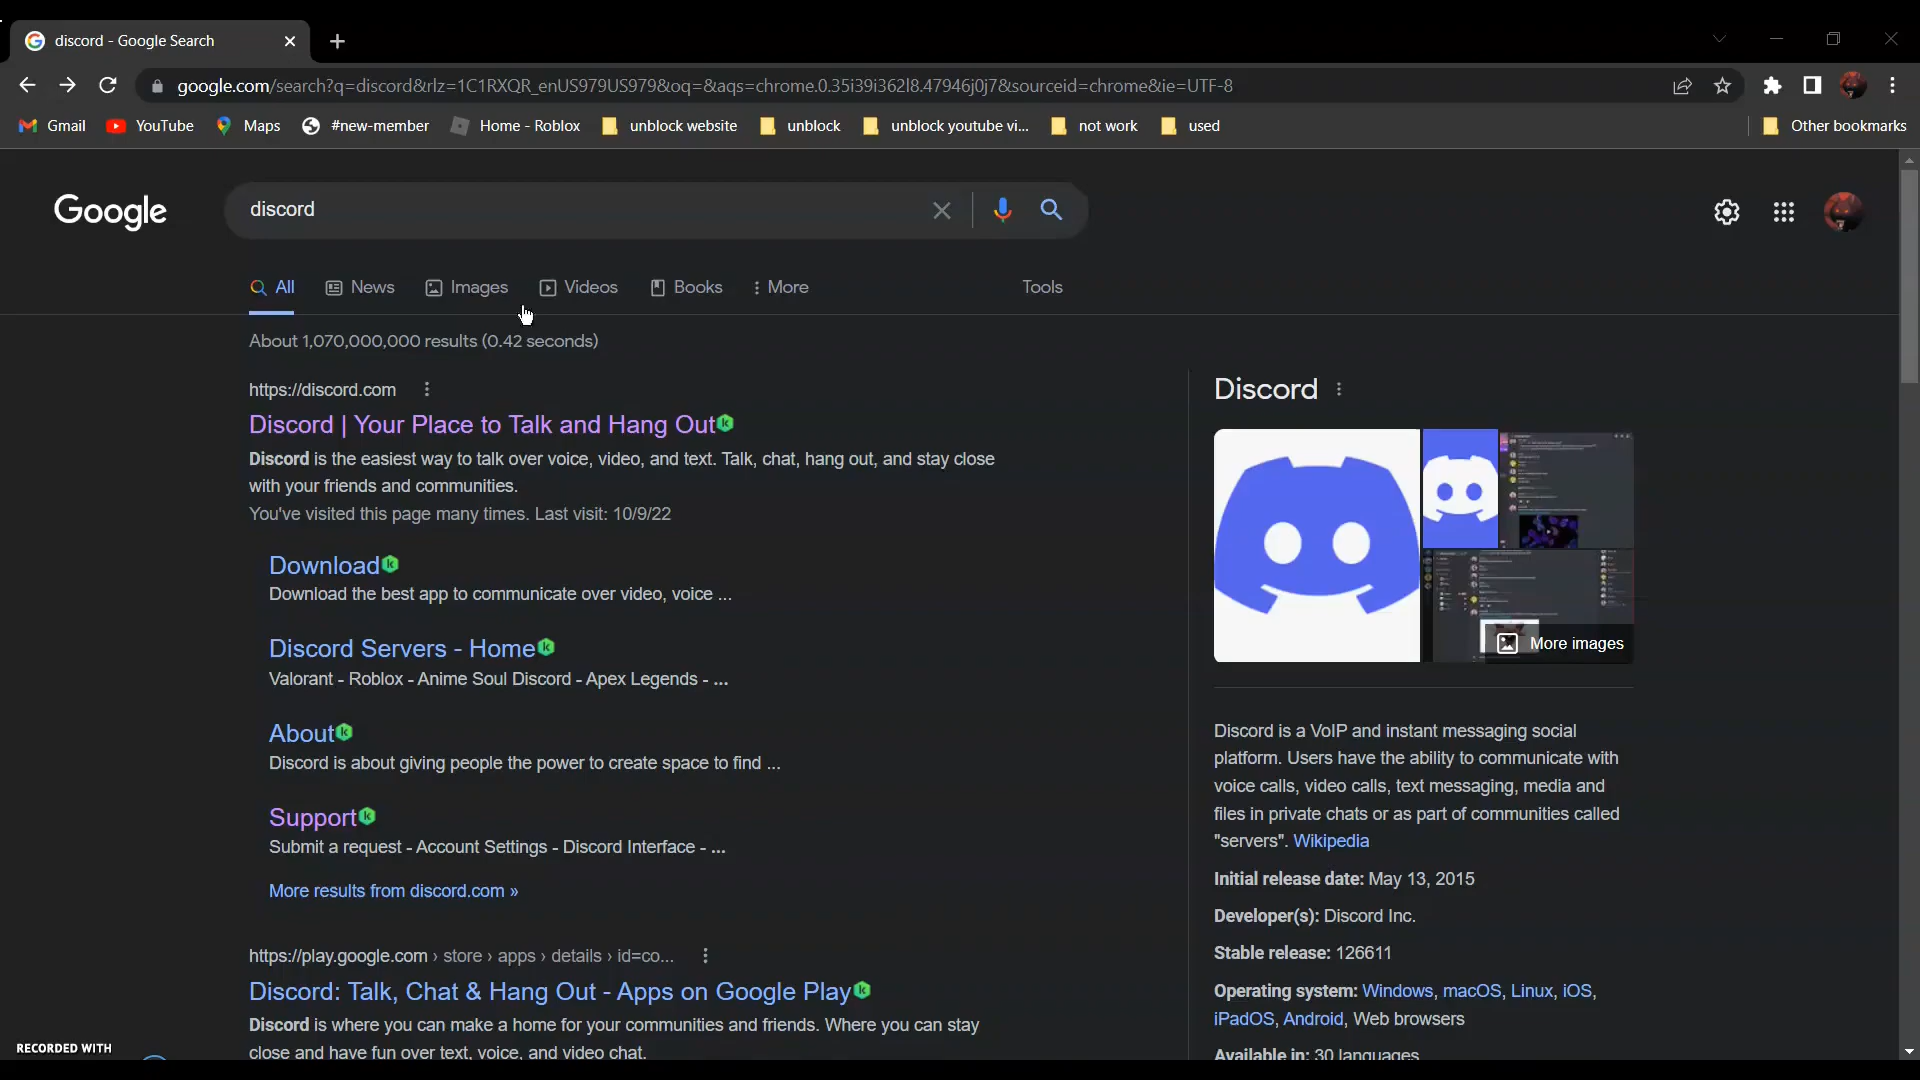 discord - Google Search
google.com/search?q=discord&rlz=1C1RXQR_enUS979US979&oq=&aqs=chrome.0.35i39i362l8.47946j0j7&sourceid=chrome&ie=UTF-8
Gmail YouTube Maps #new-member Home - Roblox unblock website unblock unblock youtube vi... not work used Other bookmarks
Google
discord
All News Images Videos Books More Tools
About 1,070,000,000 results (0.42 seconds)
https://discord.com
Discord | Your Place to Talk and Hang Out
Discord is the easiest way to talk over voice, video, and text. Talk, chat, hang out, and stay close
with your friends and communities.
You've visited this page many times. Last visit: 10/9/22
Download
Download the best app to communicate over video, voice ...
Discord Servers - Home
Valorant - Roblox - Anime Soul Discord - Apex Legends - ...
About
Discord is about giving people the power to create space to find ...
Support
Submit a request - Account Settings - Discord Interface - ...
More results from discord.com »
https://play.google.com › store › apps › details › id=co...
Discord: Talk, Chat & Hang Out - Apps on Google Play
Discord is where you can make a home for your communities and friends. Where you can stay
close and have fun over text, voice, and video chat.
Discord
More images
Discord is a VoIP and instant messaging social
platform. Users have the ability to communicate with
voice calls, video calls, text messaging, media and
files in private chats or as part of communities called
"servers". Wikipedia
Initial release date: May 13, 2015
Developer(s): Discord Inc.
Stable release: 126611
Operating system: Windows, macOS, Linux, iOS,
iPadOS, Android, Web browsers
Available in: 30 languages
RECORDED WITH